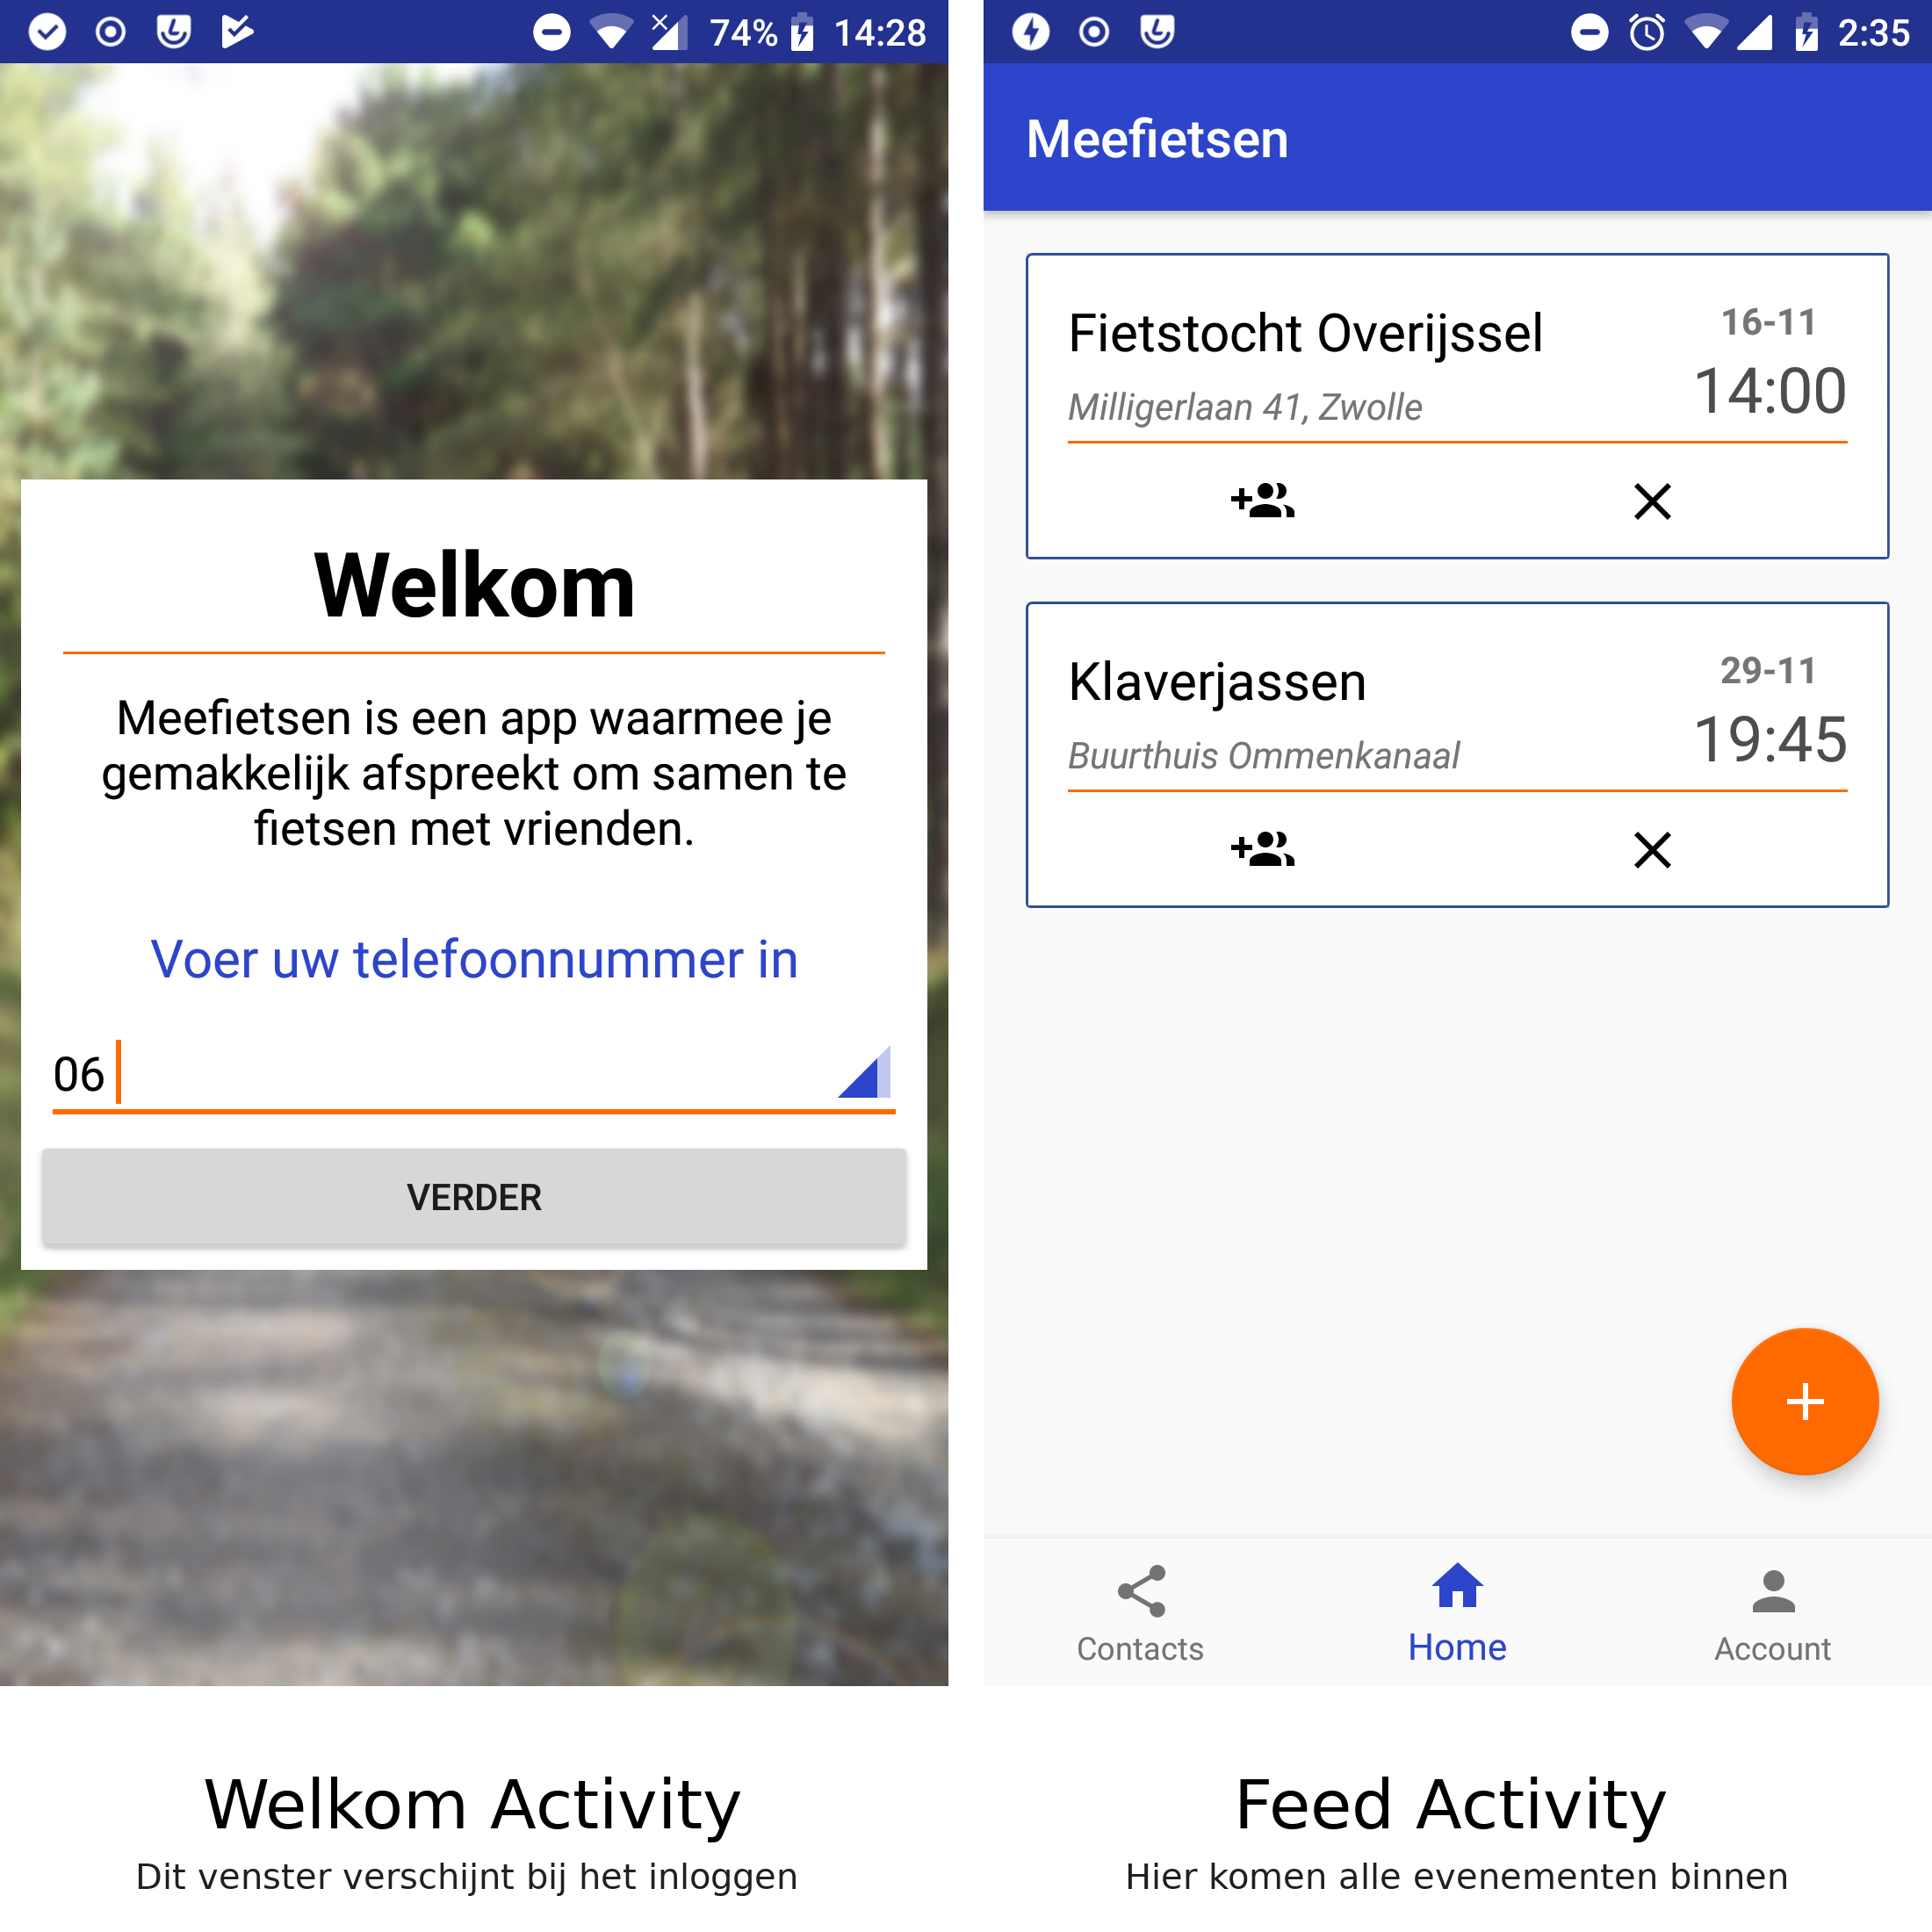 74% 14:28
Welkom
Meefietsen is een app waarmee je
gemakkelijk afspreekt om samen te
fietsen met vrienden.
Voer uw telefoonnummer in
06
VERDER
Welkom Activity
Dit venster verschijnt bij het inloggen
2:35
Meefietsen
Fietstocht Overijssel
16-11
Milligerlaan 41, Zwolle
14:00
Klaverjassen
29-11
Buurthuis Ommenkanaal
19:45
Contacts
Home
Account
Feed Activity
Hier komen alle evenementen binnen